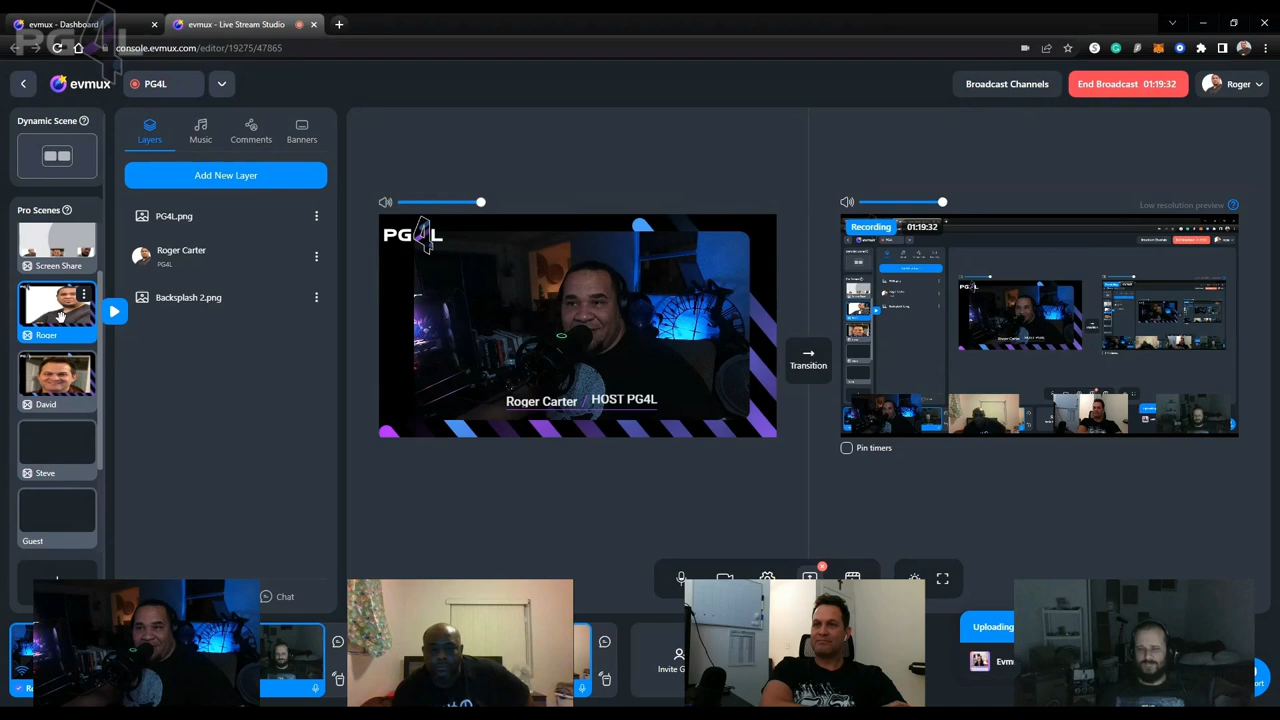 evmux - Dashboard
evmux - Live Stream Studio
console.evmux.com/editor/19275/47865
PG4L
evmux
PG4L
Broadcast Channels
End Broadcast 01:19:32
Roger
Dynamic Scene
Pro Scenes
Screen Share
Roger
David
Steve
Guest
Layers
Music
Comments
Banners
Add New Layer
PG4L.png
Roger Carter
PG4L
Backsplash 2.png
Chat
PG4L
Roger Carter / HOST PG4L
Transition
Low resolution preview
Recording 01:19:32
Pin timers
Invite G
Uploading
Evm